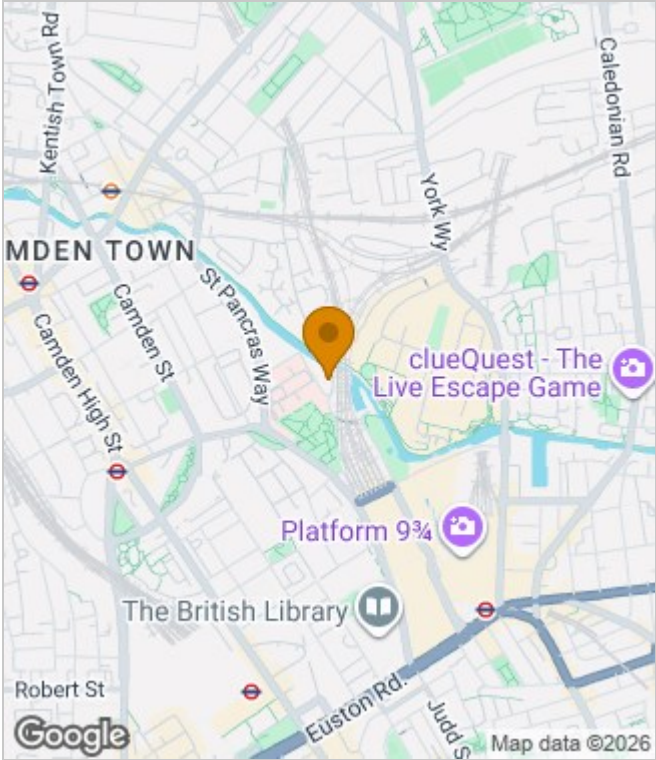 Kentish Town Rd
Caledonian Rd
York Wy
MDEN TOWN
St Pancras Way
Camden St
Camden High St
clueQuest - The
Live Escape Game
Platform 9¾
The British Library
Robert St
Euston Rd.
Judd S
Google
Map data ©2026